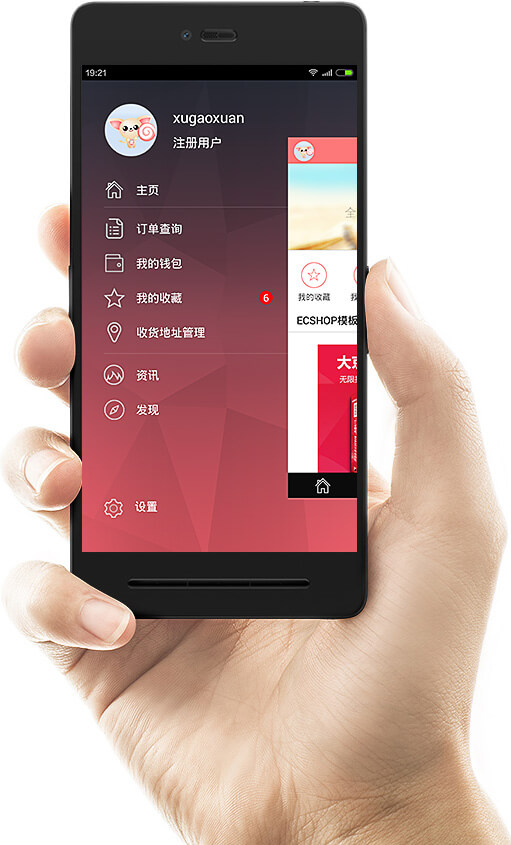 19:21
xugaoxuan
注册用户
主页
订单查询
我的钱包
我的收藏
6
收货地址管理
资讯
发现
设置
全
我的收藏
我
ECSHOP模板
无限